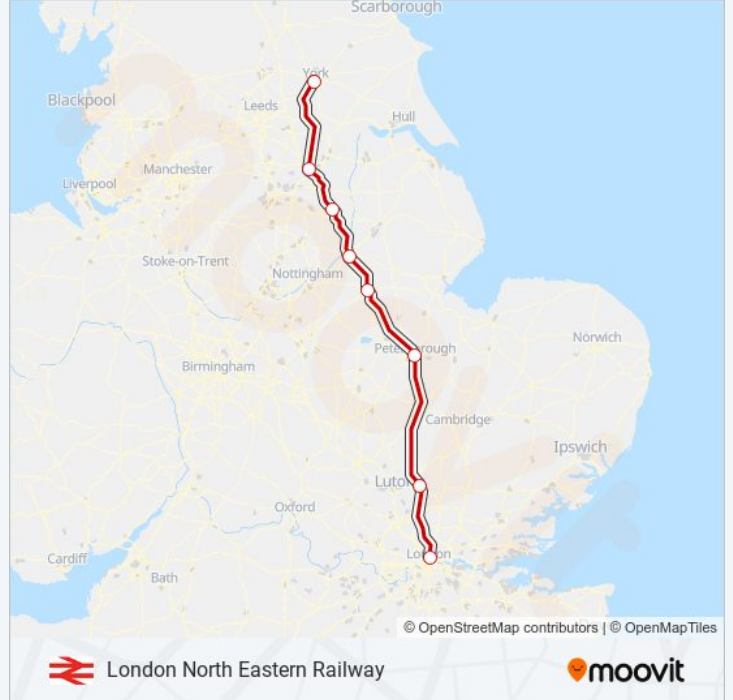 Scarborough
York
Blackpool
Leeds
Hull
Manchester
Liverpool
Stoke-on-Trent
Nottingham
Norwich
Peterborough
Birmingham
Cambridge
Ipswich
Luton
Oxford
London
Cardiff
Bath
moovit
© OpenStreetMap contributors | © OpenMapTiles
London North Eastern Railway
moovit